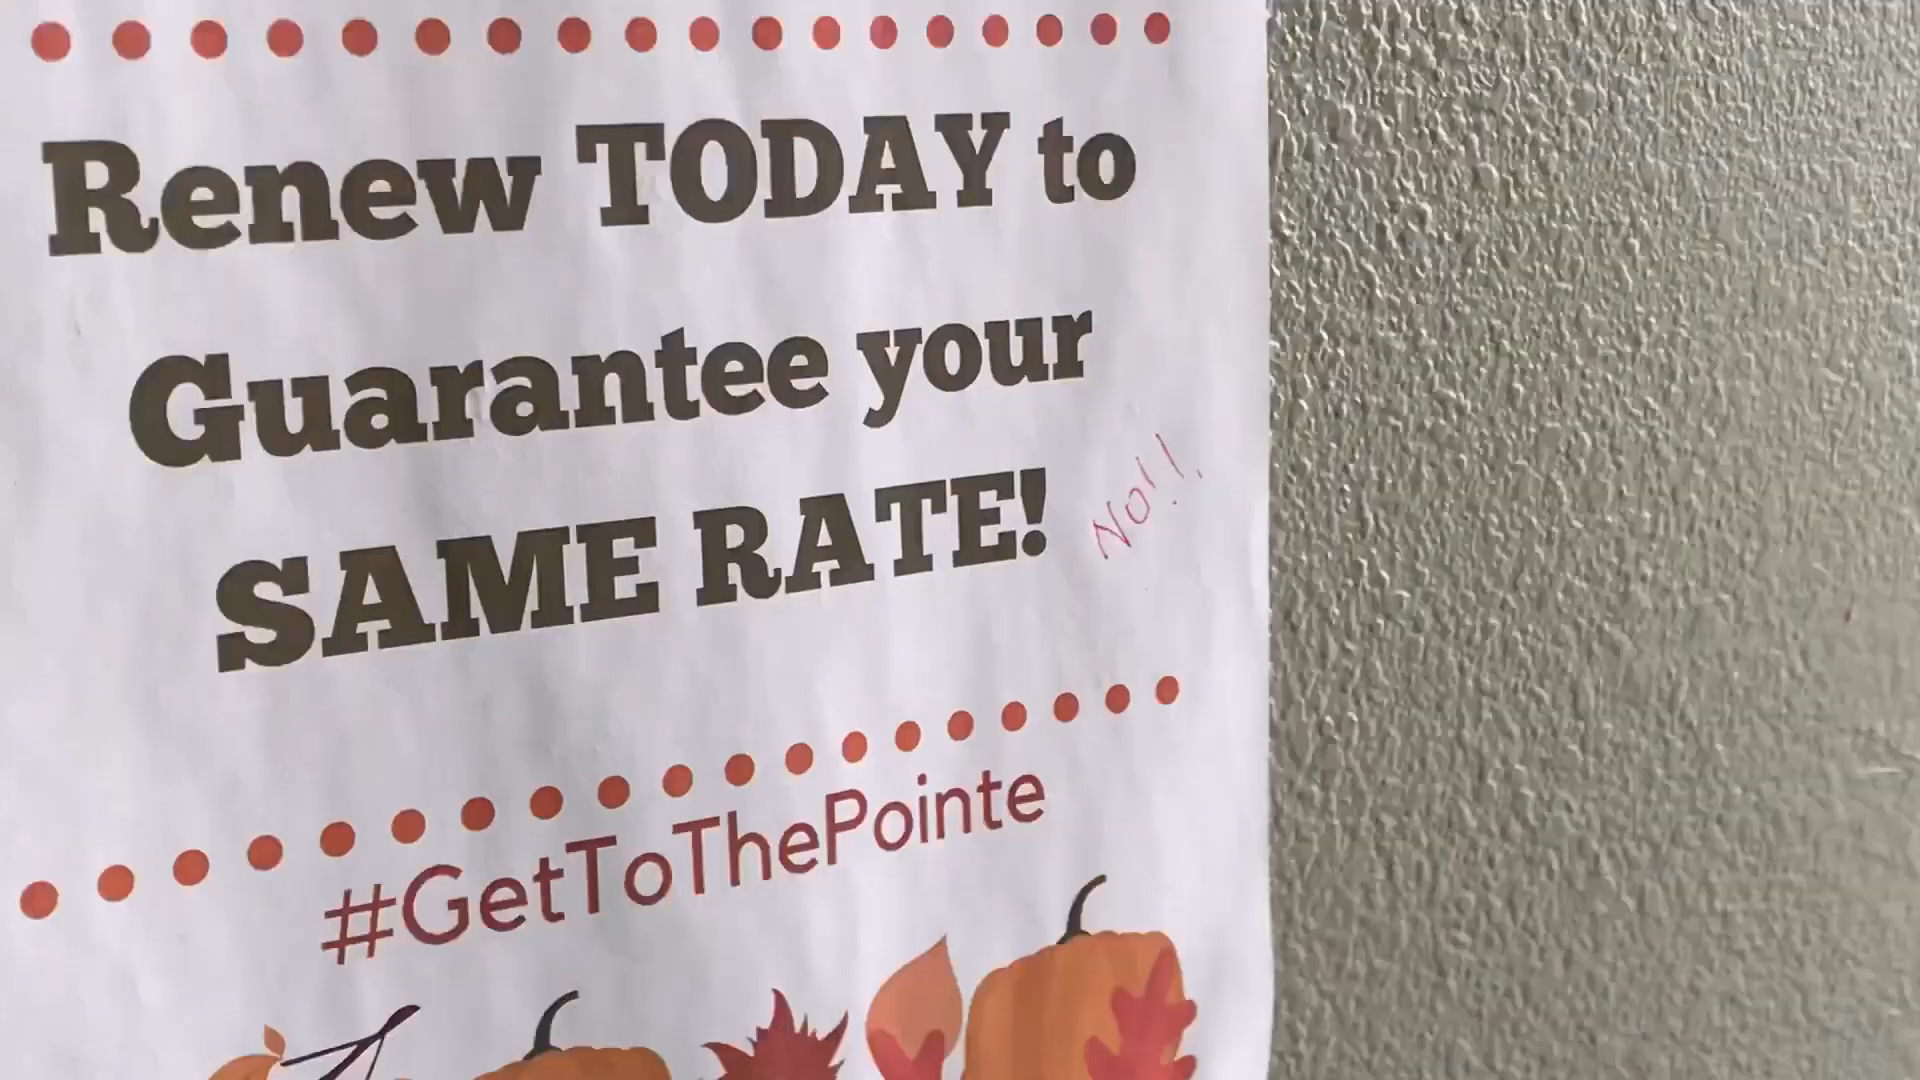 Renew TODAY to
Guarantee your
SAME RATE!
No!!
#GetToThePointe